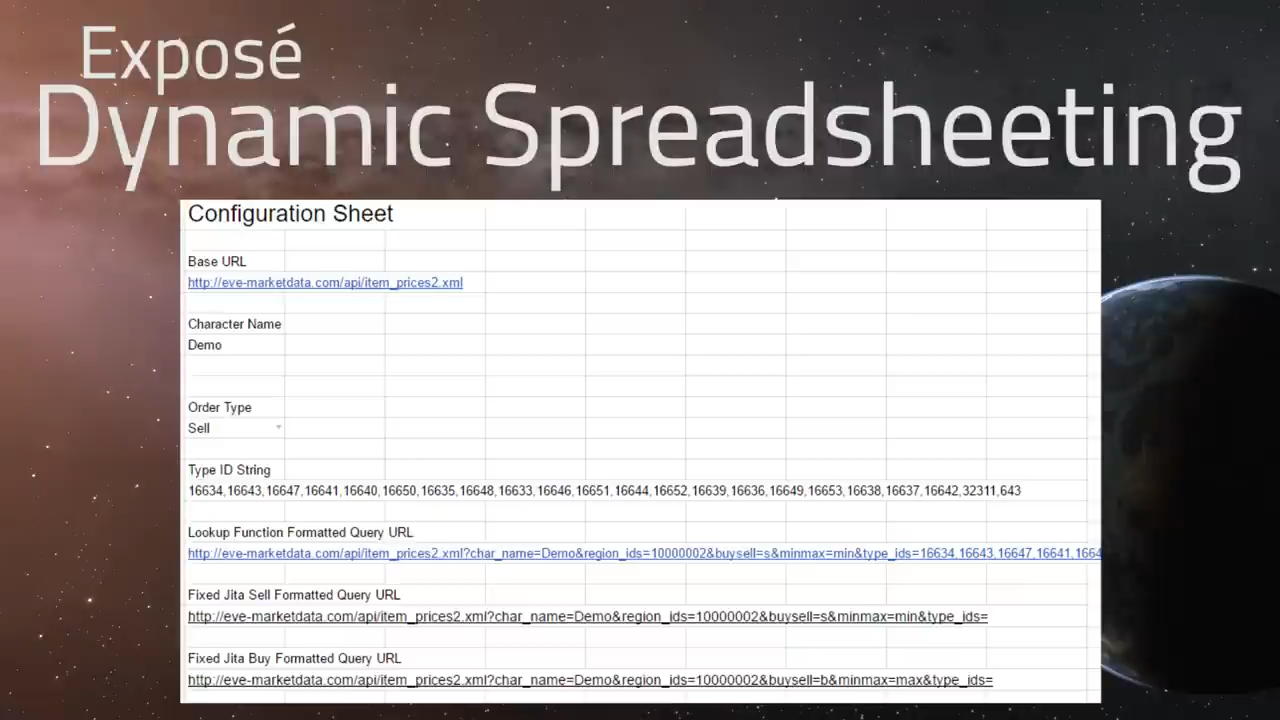 Exposé
Dynamic Spreadsheeting
Configuration Sheet
Base URL
http://eve-marketdata.com/api/item_prices2.xml
Character Name
Demo
Order Type
Sell
Type ID String
16634,16643,16647,16641,16640,16650,16635,16648,16633,16646,16651,16644,16652,16639,16636,16649,16653,16638,16637,16642,32311,643
Lookup Function Formatted Query URL
http://eve-marketdata.com/api/item_prices2.xml?char_name=Demo&region_ids=10000002&buysell=s&minmax=min&type_ids=16634,16643,16647,16641,1664
Fixed Jita Sell Formatted Query URL
http://eve-marketdata.com/api/item_prices2.xml?char_name=Demo&region_ids=10000002&buysell=s&minmax=min&type_ids=
Fixed Jita Buy Formatted Query URL
http://eve-marketdata.com/api/item_prices2.xml?char_name=Demo&region_ids=10000002&buysell=b&minmax=max&type_ids=